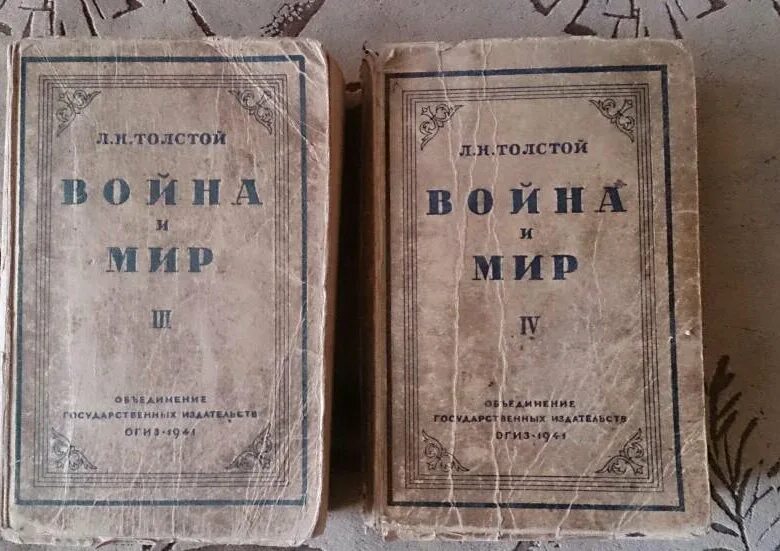 Л.Н.ТОЛСТОЙ
ВОЙНА
И
МИР
III
ОБЪЕДИНЕНИЕ
ГОСУДАРСТВЕННЫХ ИЗДАТЕЛЬСТВ
ОГИЗ·1941
Л.Н.ТОЛСТОЙ
ВОЙНА
И
МИР
IV
ОБЪЕДИНЕНИЕ
ГОСУДАРСТВЕННЫХ ИЗДАТЕЛЬСТВ
ОГИЗ·1941